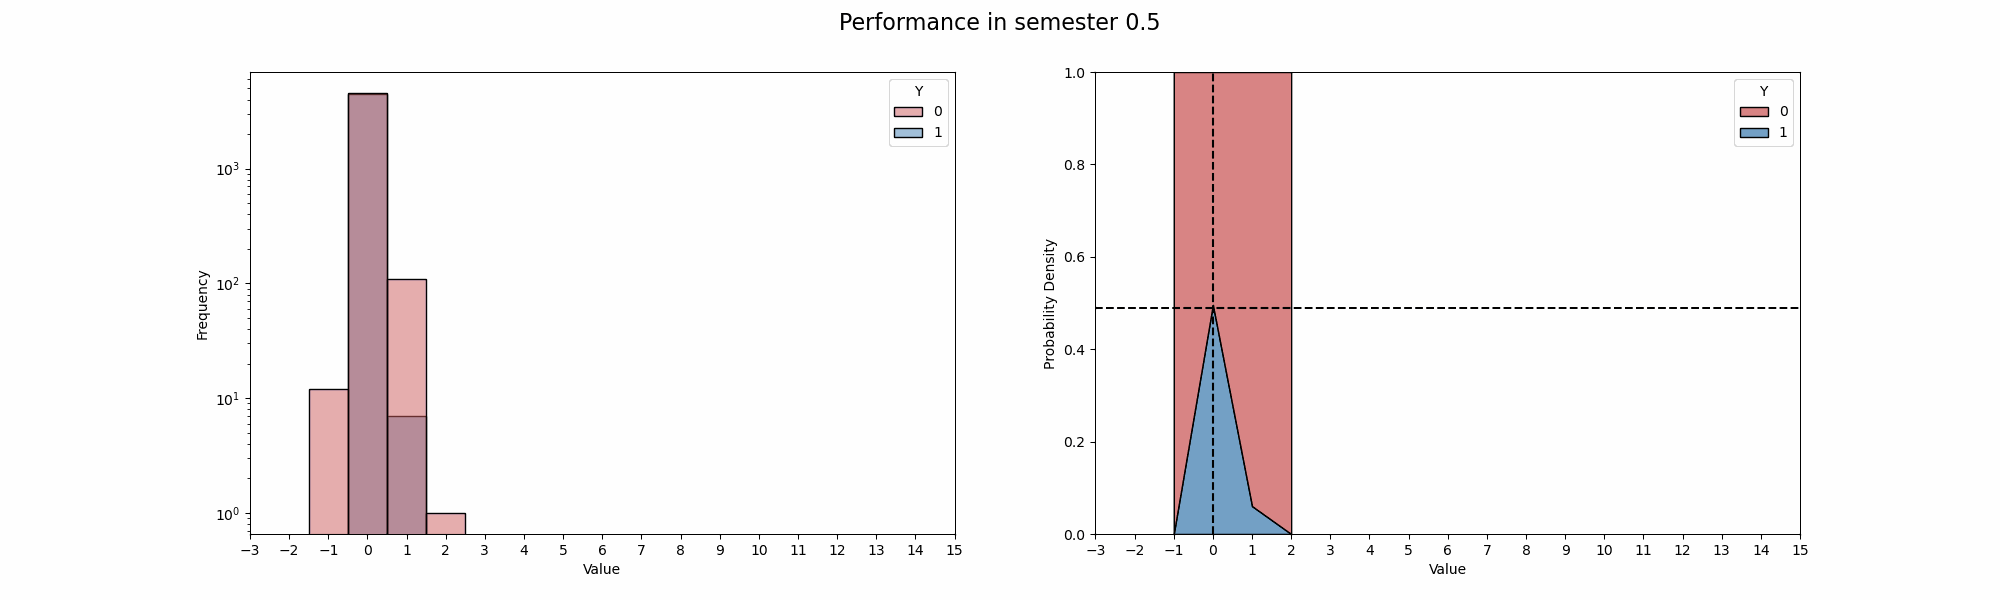 Performance in semester 0.5
Frequency
10³
10²
10¹
10⁰
−3 −2 −1 0 1 2 3 4 5 6 7 8 9 10 11 12 13 14 15
Value
Y
0
1
Probability Density
1.0
0.8
0.6
0.4
0.2
0.0
−3 −2 −1 0 1 2 3 4 5 6 7 8 9 10 11 12 13 14 15
Value
Y
0
1